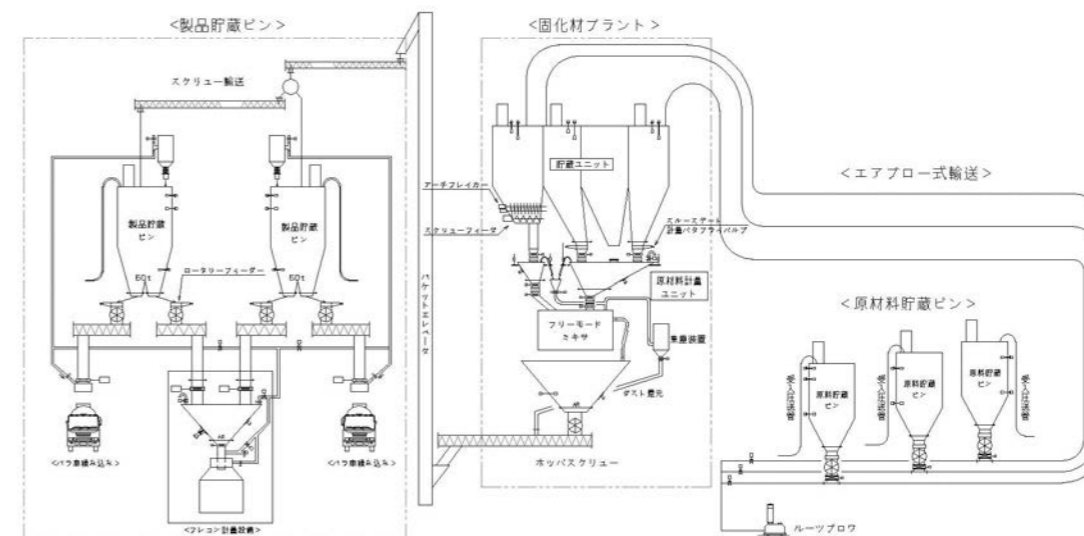 <製品貯蔵ビン>
スクリュー輸送
製品貯蔵
ビン
製品貯蔵
ビン
60t
60t
ロータリーフィーダー
<バラ車積み込み>
<バラ車積み込み>
<フレコン計量設備>
バケットエレベータ
<固化材プラント>
貯蔵ユニット
アーチブレイカー
スクリューフィーダ
スルースゲート
計量バタフライバルブ
原材料計量
ユニット
フリーモード
ミキサ
集塵装置
ダスト還元
ホッパスクリュー
<エアブロー式輸送>
<原材料貯蔵ビン>
原料貯蔵
ビン
原料貯蔵
ビン
原料貯蔵
ビン
ルーツブロワ